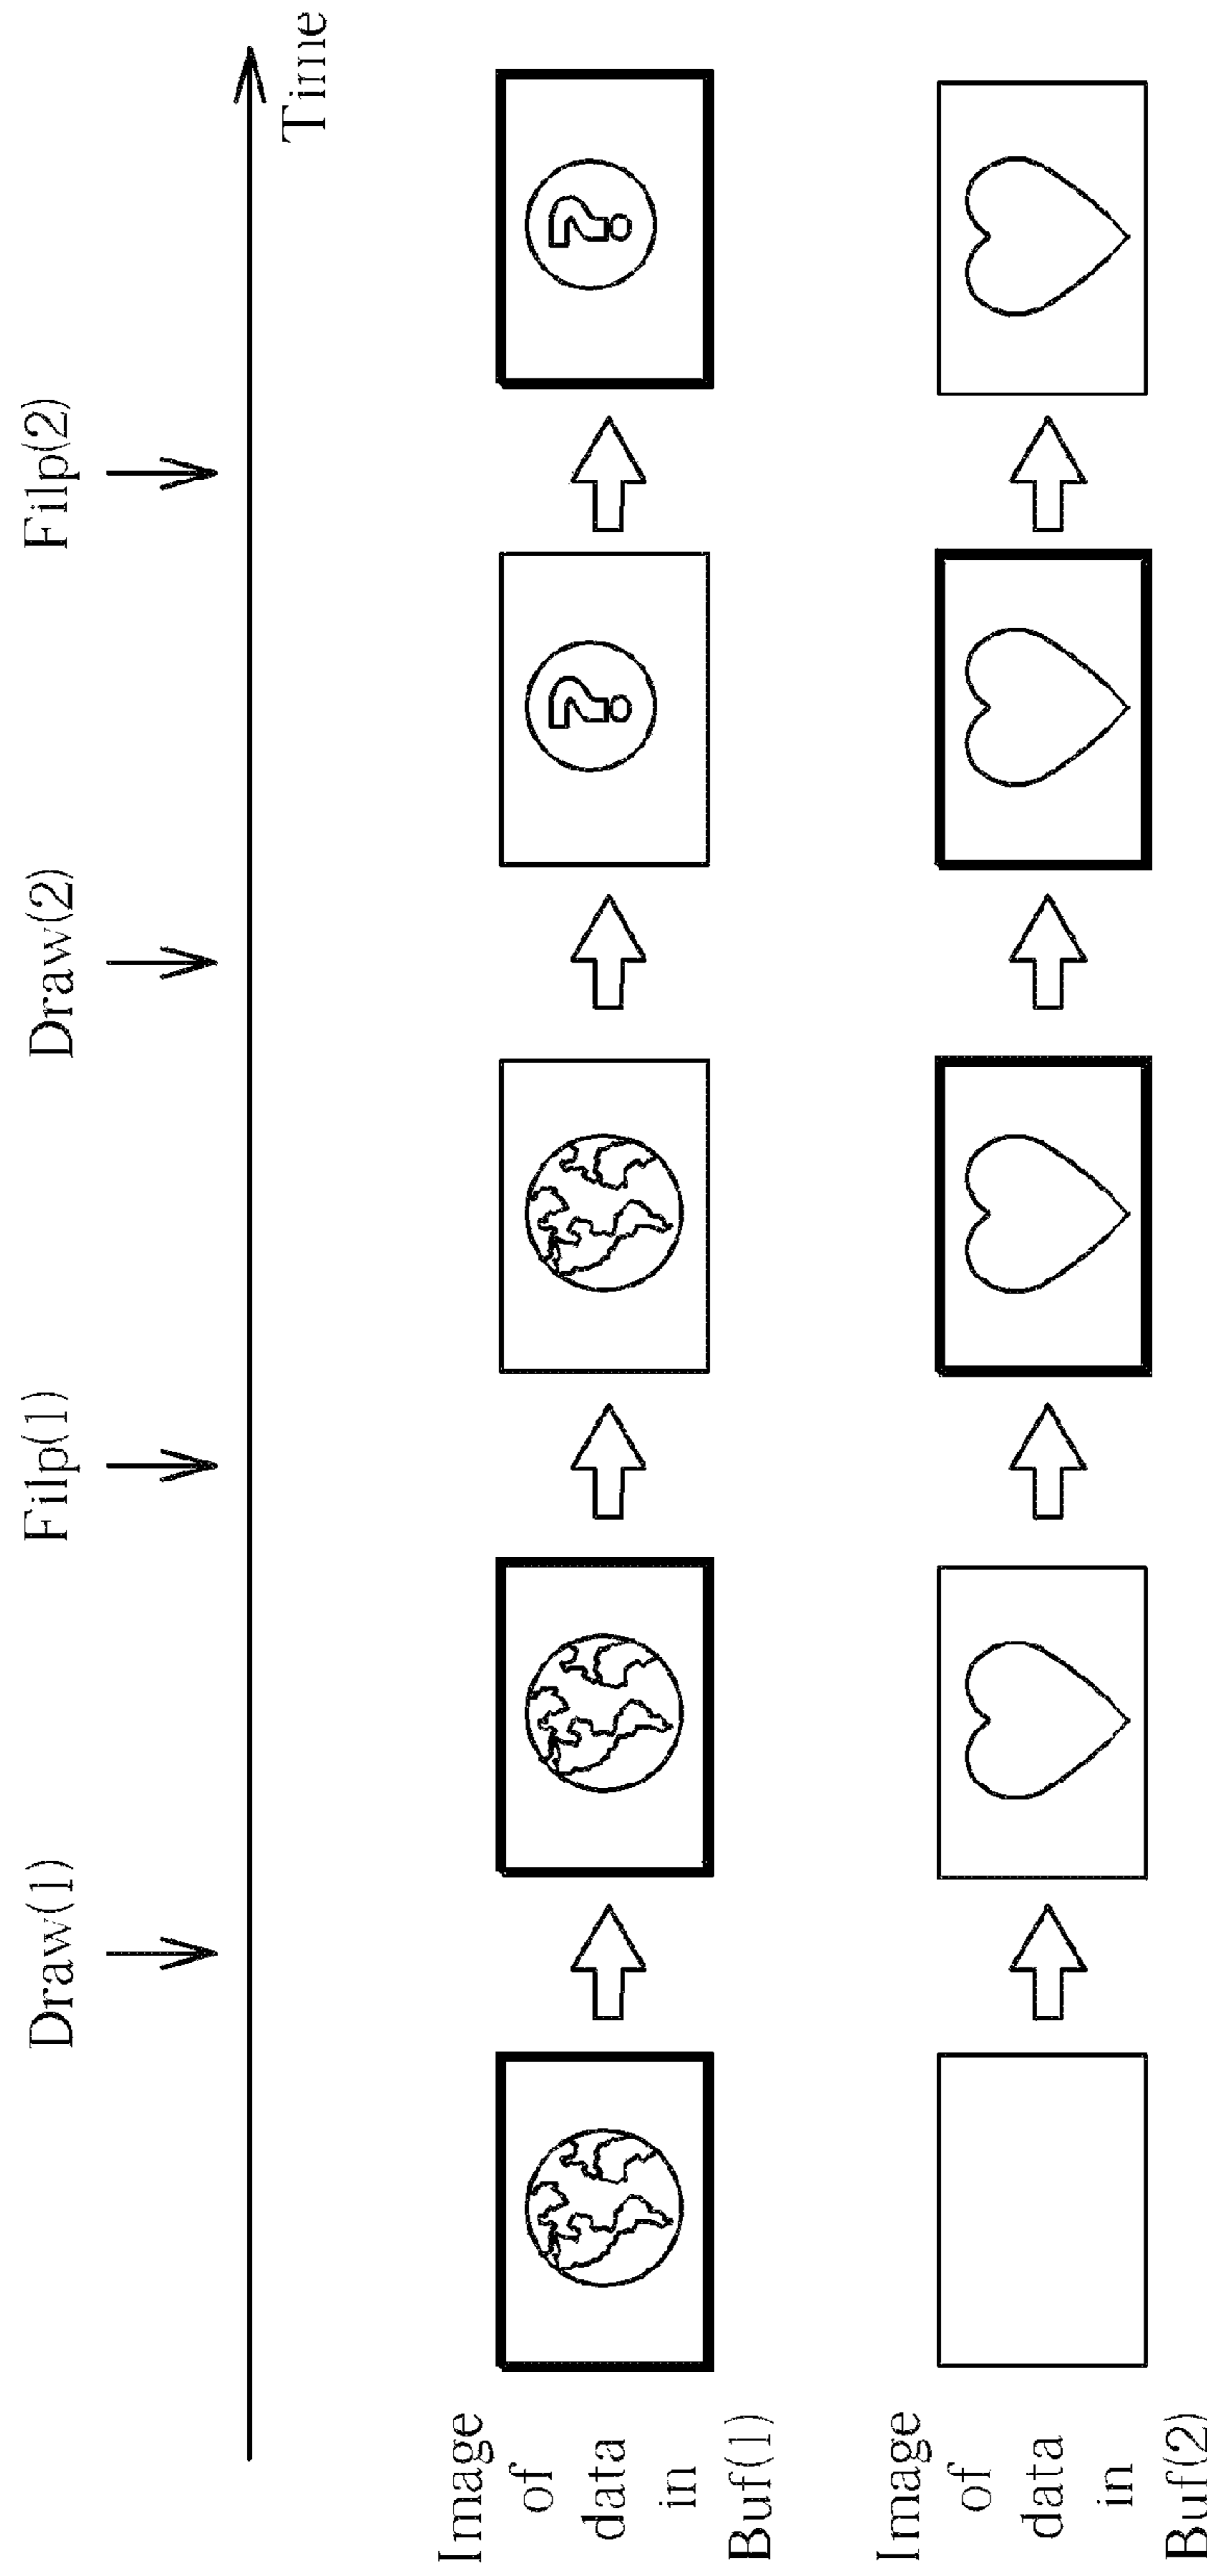 Draw(1)
Filp(1)
Draw(2)
Filp(2)
Time
Image
of
data
in
Buf(1)
?
?
Image
of
data
in
Buf(2)